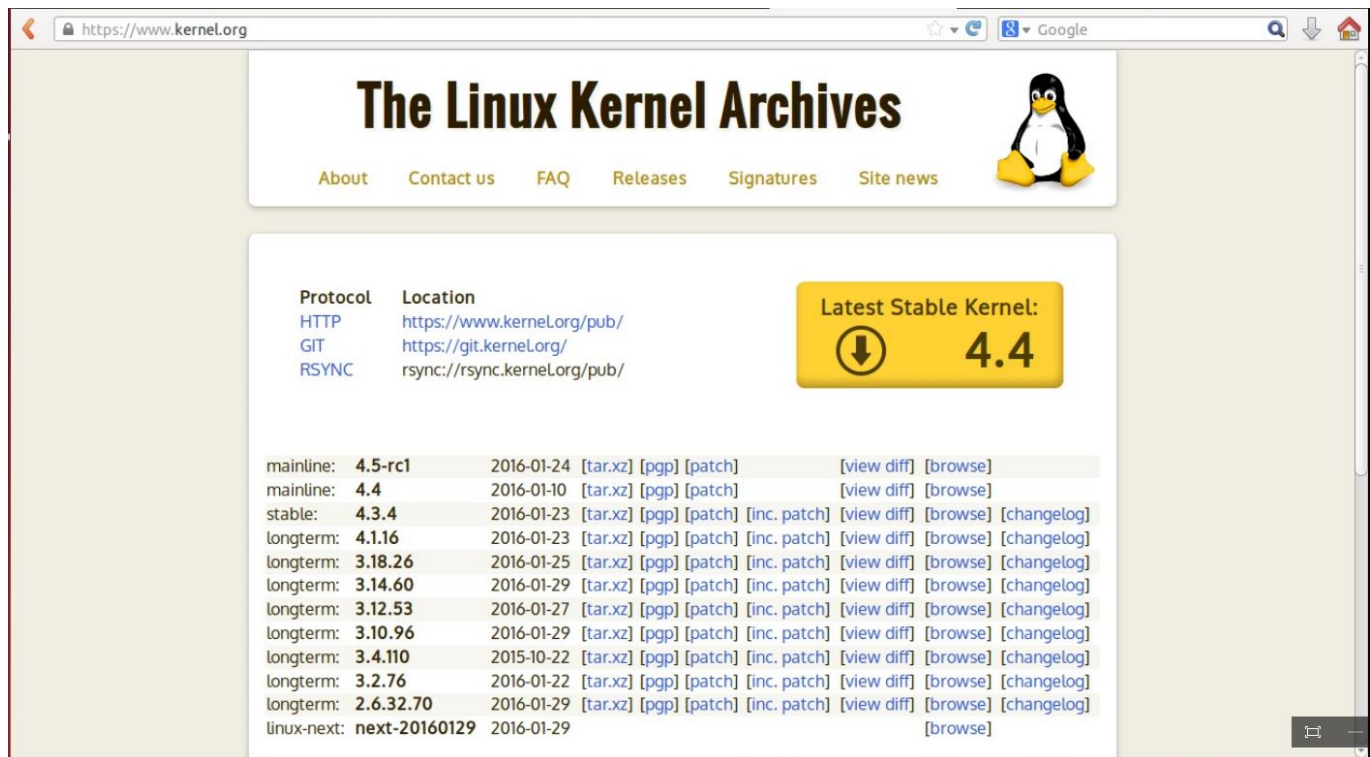 https://www.kernel.org Google
The Linux Kernel Archives
About Contact us FAQ Releases Signatures Site news
Protocol Location
HTTP https://www.kernel.org/pub/
GIT https://git.kernel.org/
RSYNC rsync://rsync.kernel.org/pub/
Latest Stable Kernel:
4.4
mainline: 4.5-rc1 2016-01-24 [tar.xz] [pgp] [patch] [view diff] [browse]
mainline: 4.4 2016-01-10 [tar.xz] [pgp] [patch] [view diff] [browse]
stable: 4.3.4 2016-01-23 [tar.xz] [pgp] [patch] [inc. patch] [view diff] [browse] [changelog]
longterm: 4.1.16 2016-01-23 [tar.xz] [pgp] [patch] [inc. patch] [view diff] [browse] [changelog]
longterm: 3.18.26 2016-01-25 [tar.xz] [pgp] [patch] [inc. patch] [view diff] [browse] [changelog]
longterm: 3.14.60 2016-01-29 [tar.xz] [pgp] [patch] [inc. patch] [view diff] [browse] [changelog]
longterm: 3.12.53 2016-01-27 [tar.xz] [pgp] [patch] [inc. patch] [view diff] [browse] [changelog]
longterm: 3.10.96 2016-01-29 [tar.xz] [pgp] [patch] [inc. patch] [view diff] [browse] [changelog]
longterm: 3.4.110 2015-10-22 [tar.xz] [pgp] [patch] [inc. patch] [view diff] [browse] [changelog]
longterm: 3.2.76 2016-01-22 [tar.xz] [pgp] [patch] [inc. patch] [view diff] [browse] [changelog]
longterm: 2.6.32.70 2016-01-29 [tar.xz] [pgp] [patch] [inc. patch] [view diff] [browse] [changelog]
linux-next: next-20160129 2016-01-29 [browse]